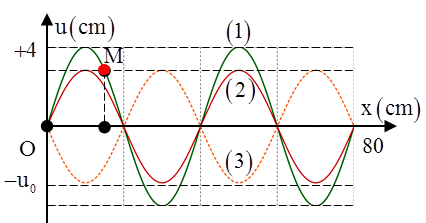 u(cm)
(1)
+4
M
(2)
x(cm)
O
80
(3)
−u₀